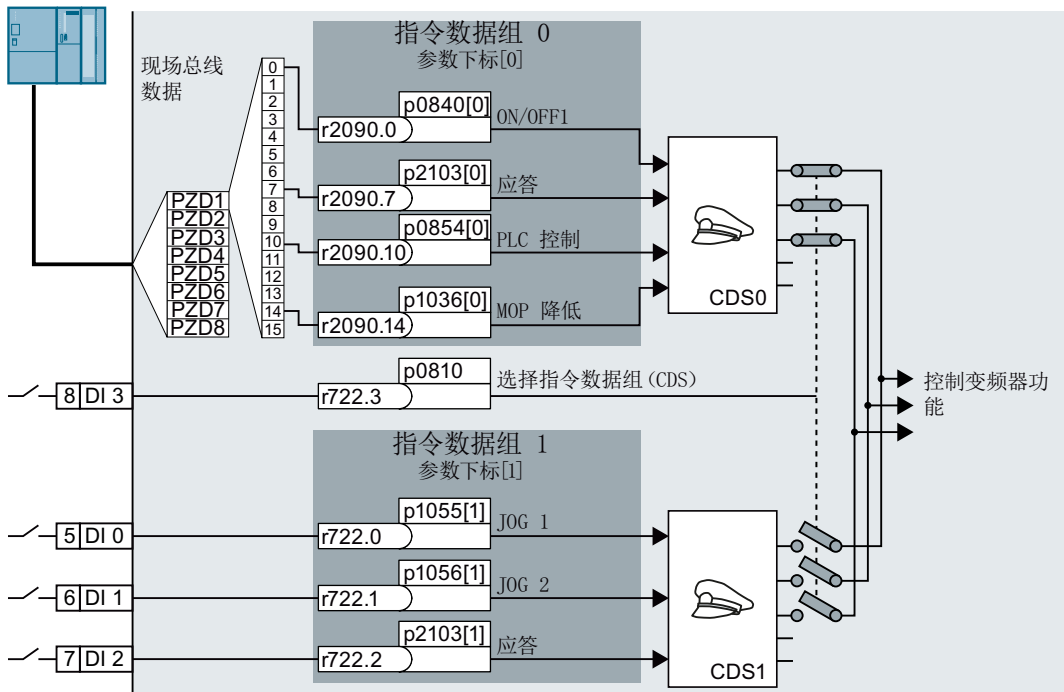 指令数据组 0
参数下标[0]
现场总线
数据
PZD1
PZD2
PZD3
PZD4
PZD5
PZD6
PZD7
PZD8
0
1
2
3
4
5
6
7
8
9
10
11
12
13
14
15
p0840[0]
r2090.0
ON/OFF1
p2103[0]
r2090.7
应答
p0854[0]
r2090.10
PLC 控制
p1036[0]
r2090.14
MOP 降低
CDS0
8 DI 3
p0810
r722.3
选择指令数据组(CDS)
控制变频器功
能
指令数据组 1
参数下标[1]
5 DI 0
p1055[1]
r722.0
JOG 1
6 DI 1
p1056[1]
r722.1
JOG 2
7 DI 2
p2103[1]
r722.2
应答
CDS1